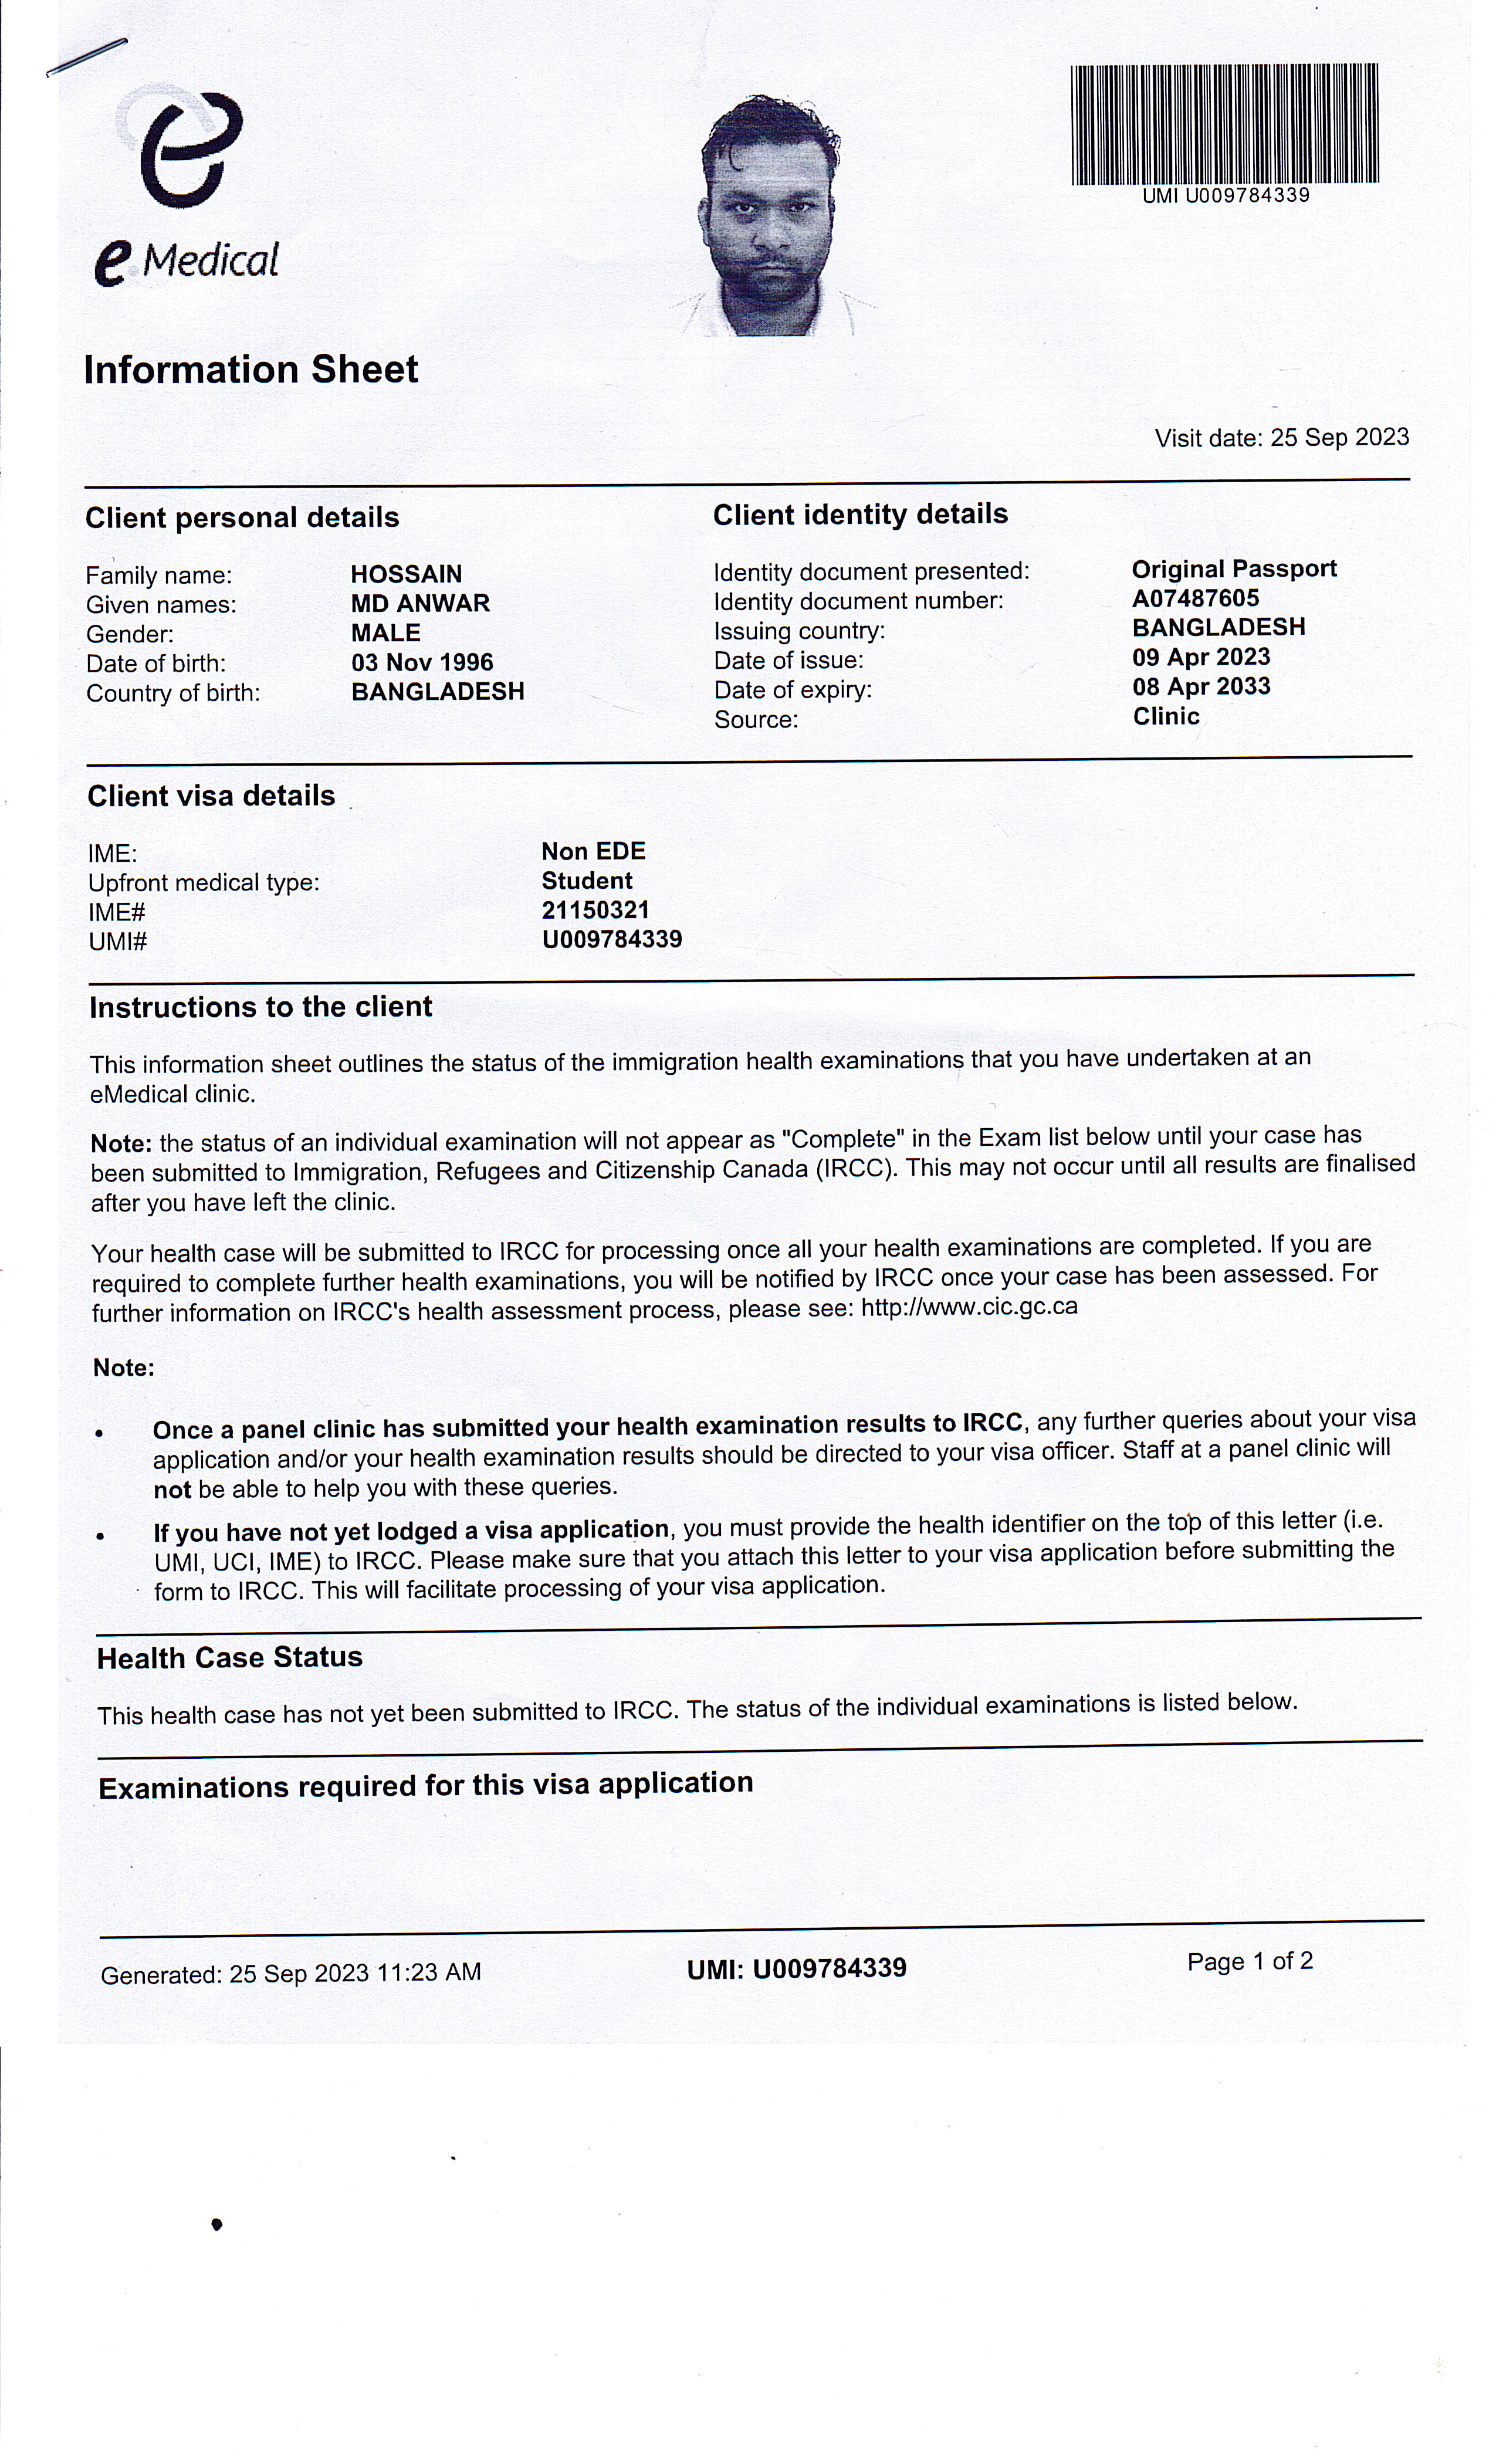 UMI U009784339
e Medical
Information Sheet
Visit date: 25 Sep 2023
Client personal details
Family name: HOSSAIN
Given names: MD ANWAR
Gender: MALE
Date of birth: 03 Nov 1996
Country of birth: BANGLADESH
Client identity details
Identity document presented: Original Passport
Identity document number: A07487605
Issuing country: BANGLADESH
Date of issue: 09 Apr 2023
Date of expiry: 08 Apr 2033
Source: Clinic
Client visa details
IME: Non EDE
Upfront medical type: Student
IME# 21150321
UMI# U009784339
Instructions to the client
This information sheet outlines the status of the immigration health examinations that you have undertaken at an
eMedical clinic.
Note: the status of an individual examination will not appear as "Complete" in the Exam list below until your case has
been submitted to Immigration, Refugees and Citizenship Canada (IRCC). This may not occur until all results are finalised
after you have left the clinic.
Your health case will be submitted to IRCC for processing once all your health examinations are completed. If you are
required to complete further health examinations, you will be notified by IRCC once your case has been assessed. For
further information on IRCC's health assessment process, please see: http://www.cic.gc.ca
Note:
• Once a panel clinic has submitted your health examination results to IRCC, any further queries about your visa
application and/or your health examination results should be directed to your visa officer. Staff at a panel clinic will
not be able to help you with these queries.
• If you have not yet lodged a visa application, you must provide the health identifier on the top of this letter (i.e.
UMI, UCI, IME) to IRCC. Please make sure that you attach this letter to your visa application before submitting the
form to IRCC. This will facilitate processing of your visa application.
Health Case Status
This health case has not yet been submitted to IRCC. The status of the individual examinations is listed below.
Examinations required for this visa application
Generated: 25 Sep 2023 11:23 AM
UMI: U009784339
Page 1 of 2